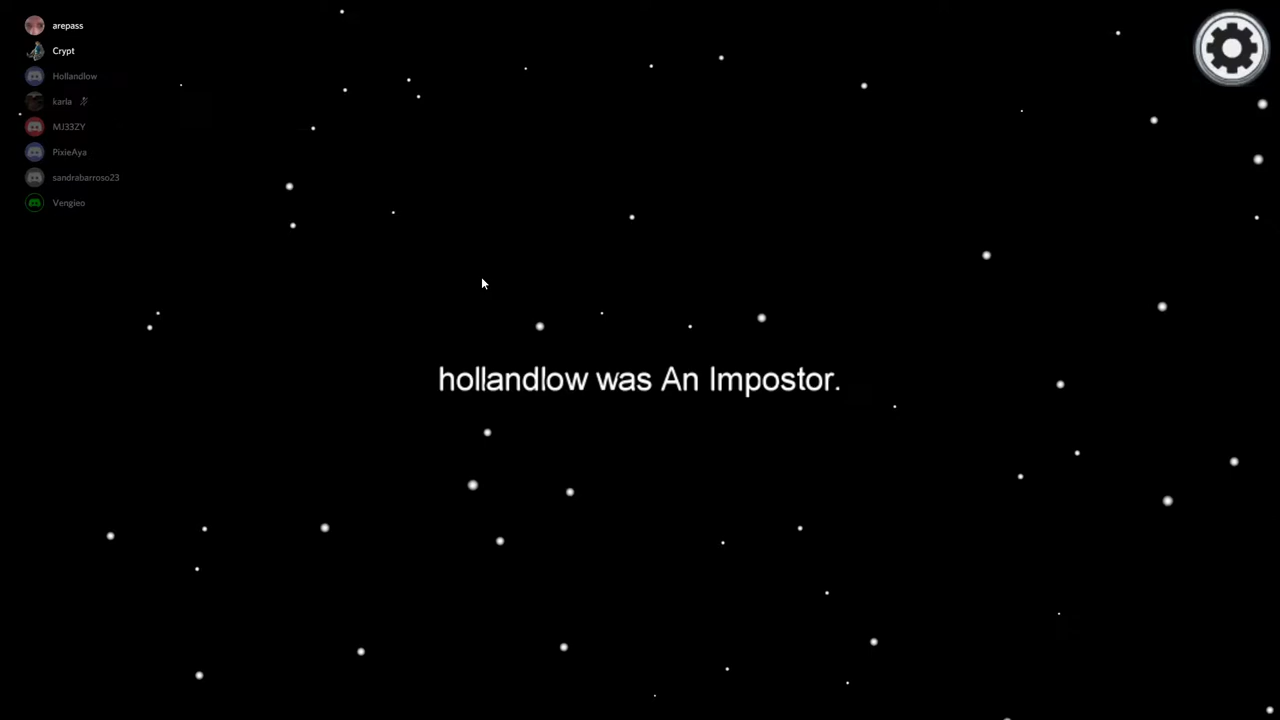 arepass
Crypt
Hollandlow
karla
MJ33ZY
PixieAya
sandrabarroso23
Vengieo
hollandlow was An Impostor.